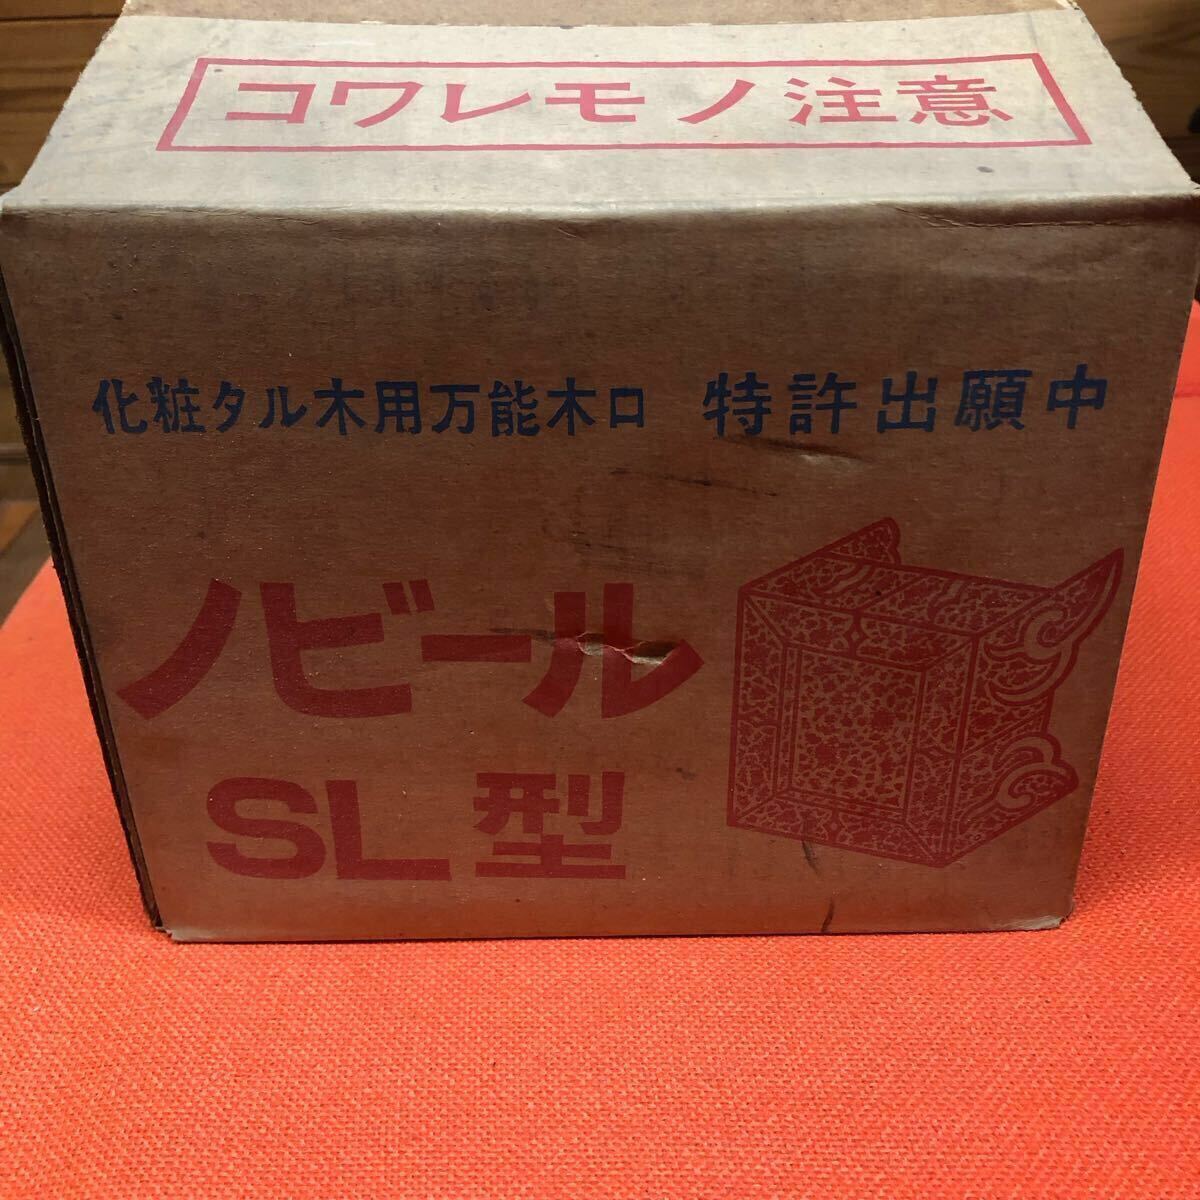 コワレモノ注意
化粧タル木用万能木口 特許出願中
ノビール
SL型